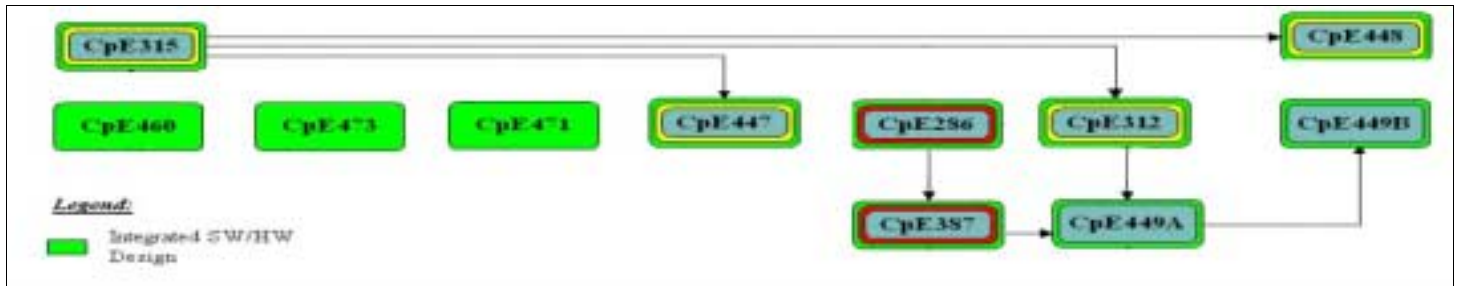 CpE315
CpE448
CpE460
CpE473
CpE471
CpE447
CpE286
CpE312
CpE449B
Legend:
Integrated SW/HW
Design
CpE387
CpE449A